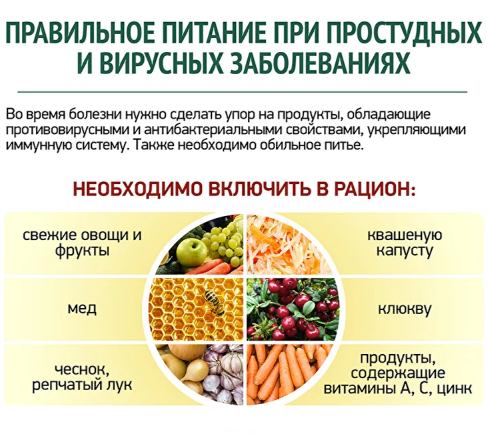 ПРАВИЛЬНОЕ ПИТАНИЕ ПРИ ПРОСТУДНЫХ
И ВИРУСНЫХ ЗАБОЛЕВАНИЯХ
Во время болезни нужно сделать упор на продукты, обладающие
противовирусными и антибактериальными свойствами, укрепляющими
иммунную систему. Также необходимо обильное питье.
НЕОБХОДИМО ВКЛЮЧИТЬ В РАЦИОН:
свежие овощи и
фрукты
квашеную
капусту
мед
клюкву
чеснок,
репчатый лук
продукты,
содержащие
витамины А, С, цинк